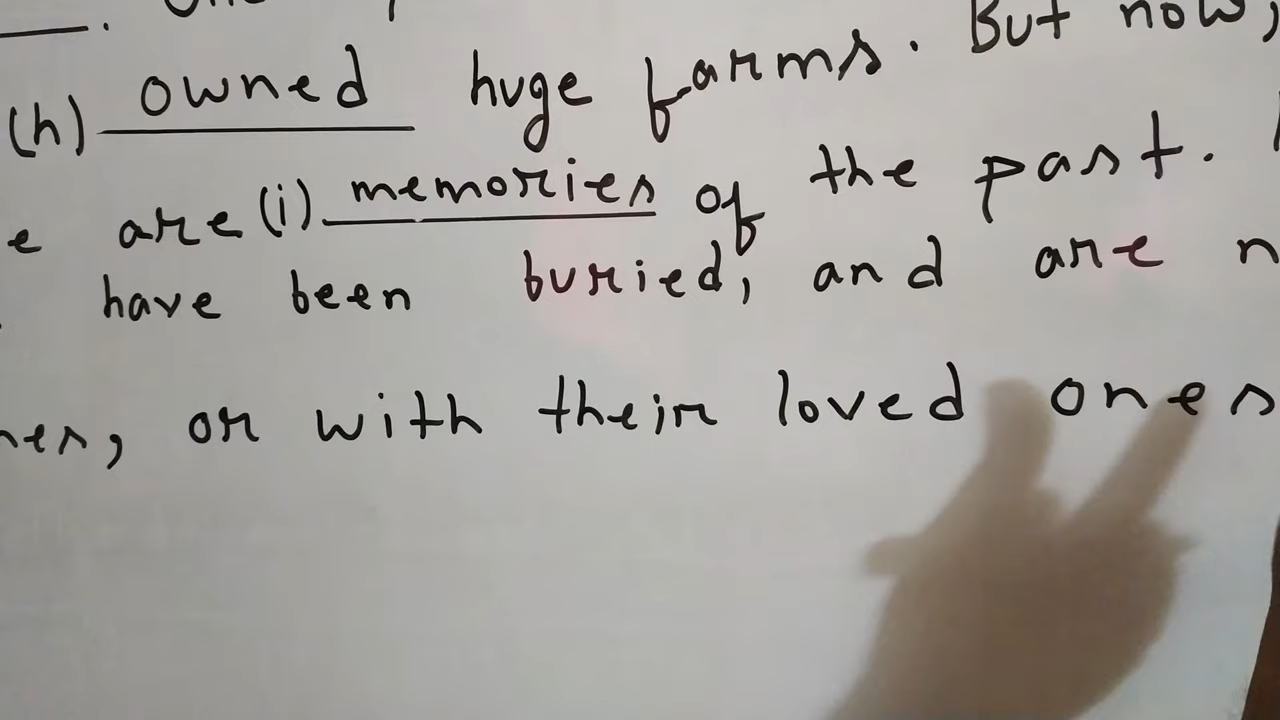 (h) owned huge farms. But now,
e are (i) memories of the past.
have been buried, and are n
or with their loved ones